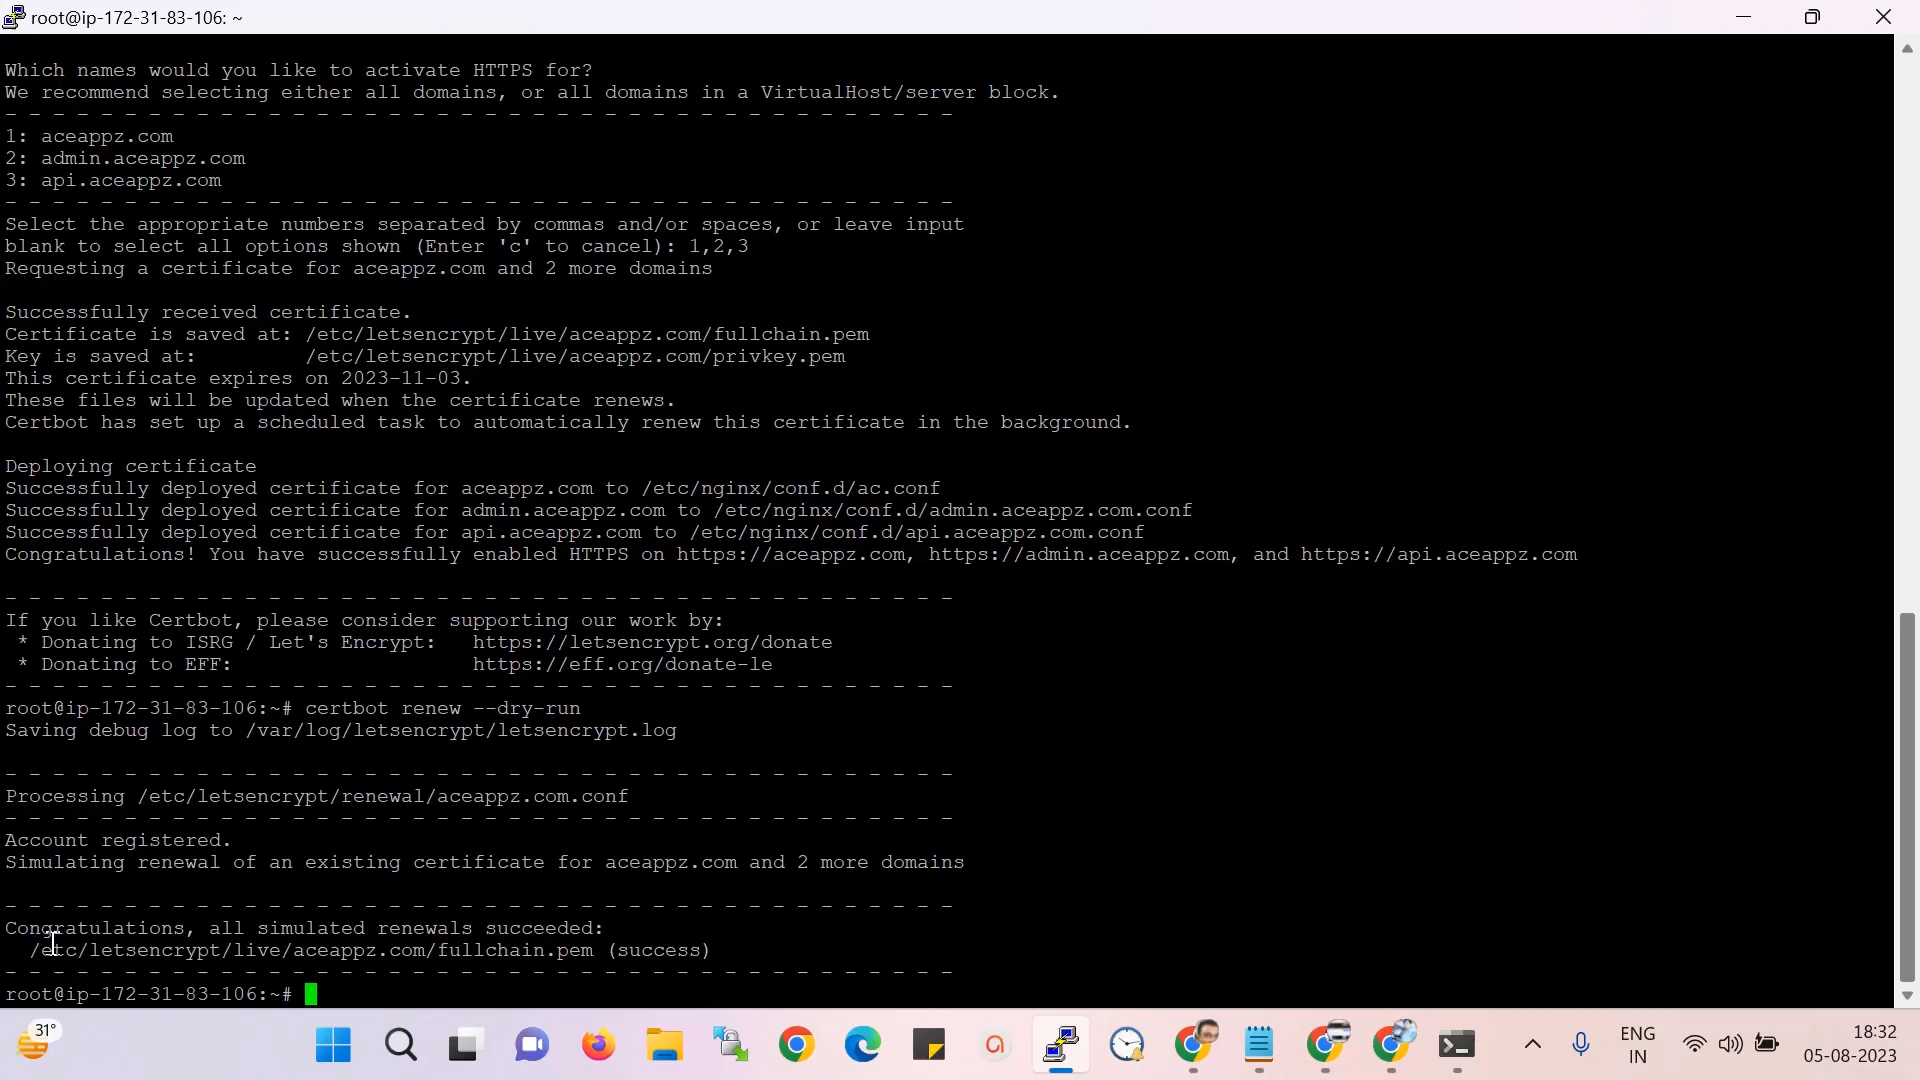 root@ip-172-31-83-106: ~
Which names would you like to activate HTTPS for?
We recommend selecting either all domains, or all domains in a VirtualHost/server block.
- - - - - - - - - - - - - - - - - - - - - - - - - - - - - - - - - - - - - - - -
1: aceappz.com
2: admin.aceappz.com
3: api.aceappz.com
- - - - - - - - - - - - - - - - - - - - - - - - - - - - - - - - - - - - - - - -
Select the appropriate numbers separated by commas and/or spaces, or leave input
blank to select all options shown (Enter 'c' to cancel): 1,2,3
Requesting a certificate for aceappz.com and 2 more domains
Successfully received certificate.
Certificate is saved at: /etc/letsencrypt/live/aceappz.com/fullchain.pem
Key is saved at:         /etc/letsencrypt/live/aceappz.com/privkey.pem
This certificate expires on 2023-11-03.
These files will be updated when the certificate renews.
Certbot has set up a scheduled task to automatically renew this certificate in the background.
Deploying certificate
Successfully deployed certificate for aceappz.com to /etc/nginx/conf.d/ac.conf
Successfully deployed certificate for admin.aceappz.com to /etc/nginx/conf.d/admin.aceappz.com.conf
Successfully deployed certificate for api.aceappz.com to /etc/nginx/conf.d/api.aceappz.com.conf
Congratulations! You have successfully enabled HTTPS on https://aceappz.com, https://admin.aceappz.com, and https://api.aceappz.com
- - - - - - - - - - - - - - - - - - - - - - - - - - - - - - - - - - - - - - - -
If you like Certbot, please consider supporting our work by:
 * Donating to ISRG / Let's Encrypt:   https://letsencrypt.org/donate
 * Donating to EFF:                    https://eff.org/donate-le
- - - - - - - - - - - - - - - - - - - - - - - - - - - - - - - - - - - - - - - -
root@ip-172-31-83-106:~# certbot renew --dry-run
Saving debug log to /var/log/letsencrypt/letsencrypt.log
- - - - - - - - - - - - - - - - - - - - - - - - - - - - - - - - - - - - - - - -
Processing /etc/letsencrypt/renewal/aceappz.com.conf
- - - - - - - - - - - - - - - - - - - - - - - - - - - - - - - - - - - - - - - -
Account registered.
Simulating renewal of an existing certificate for aceappz.com and 2 more domains
- - - - - - - - - - - - - - - - - - - - - - - - - - - - - - - - - - - - - - - -
Congratulations, all simulated renewals succeeded:
  /etc/letsencrypt/live/aceappz.com/fullchain.pem (success)
- - - - - - - - - - - - - - - - - - - - - - - - - - - - - - - - - - - - - - - -
root@ip-172-31-83-106:~#
31°
ENG
IN
18:32
05-08-2023